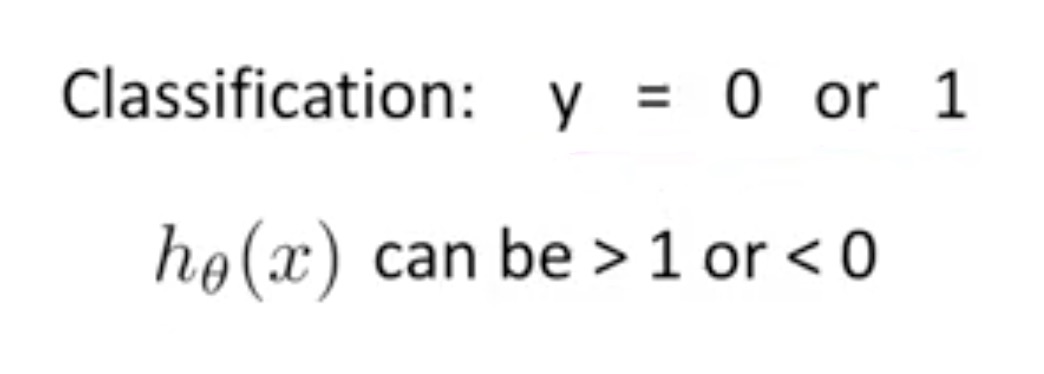 Classification: y = 0 or 1
hθ(x) can be > 1 or < 0